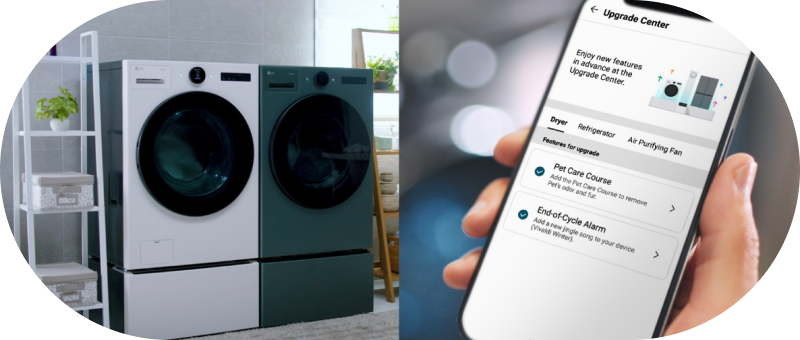 LG
LG
Upgrade Center
Enjoy new features
in advance at the
Upgrade Center.
Dryer
Refrigerator
Air Purifying Fan
Features for upgrade
Pet Care Course
Add the Pet Care Course to remove
Pet's odor and fur.
End-of-Cycle Alarm
Add a new jingle song to your device
(Vivaldi Winter).